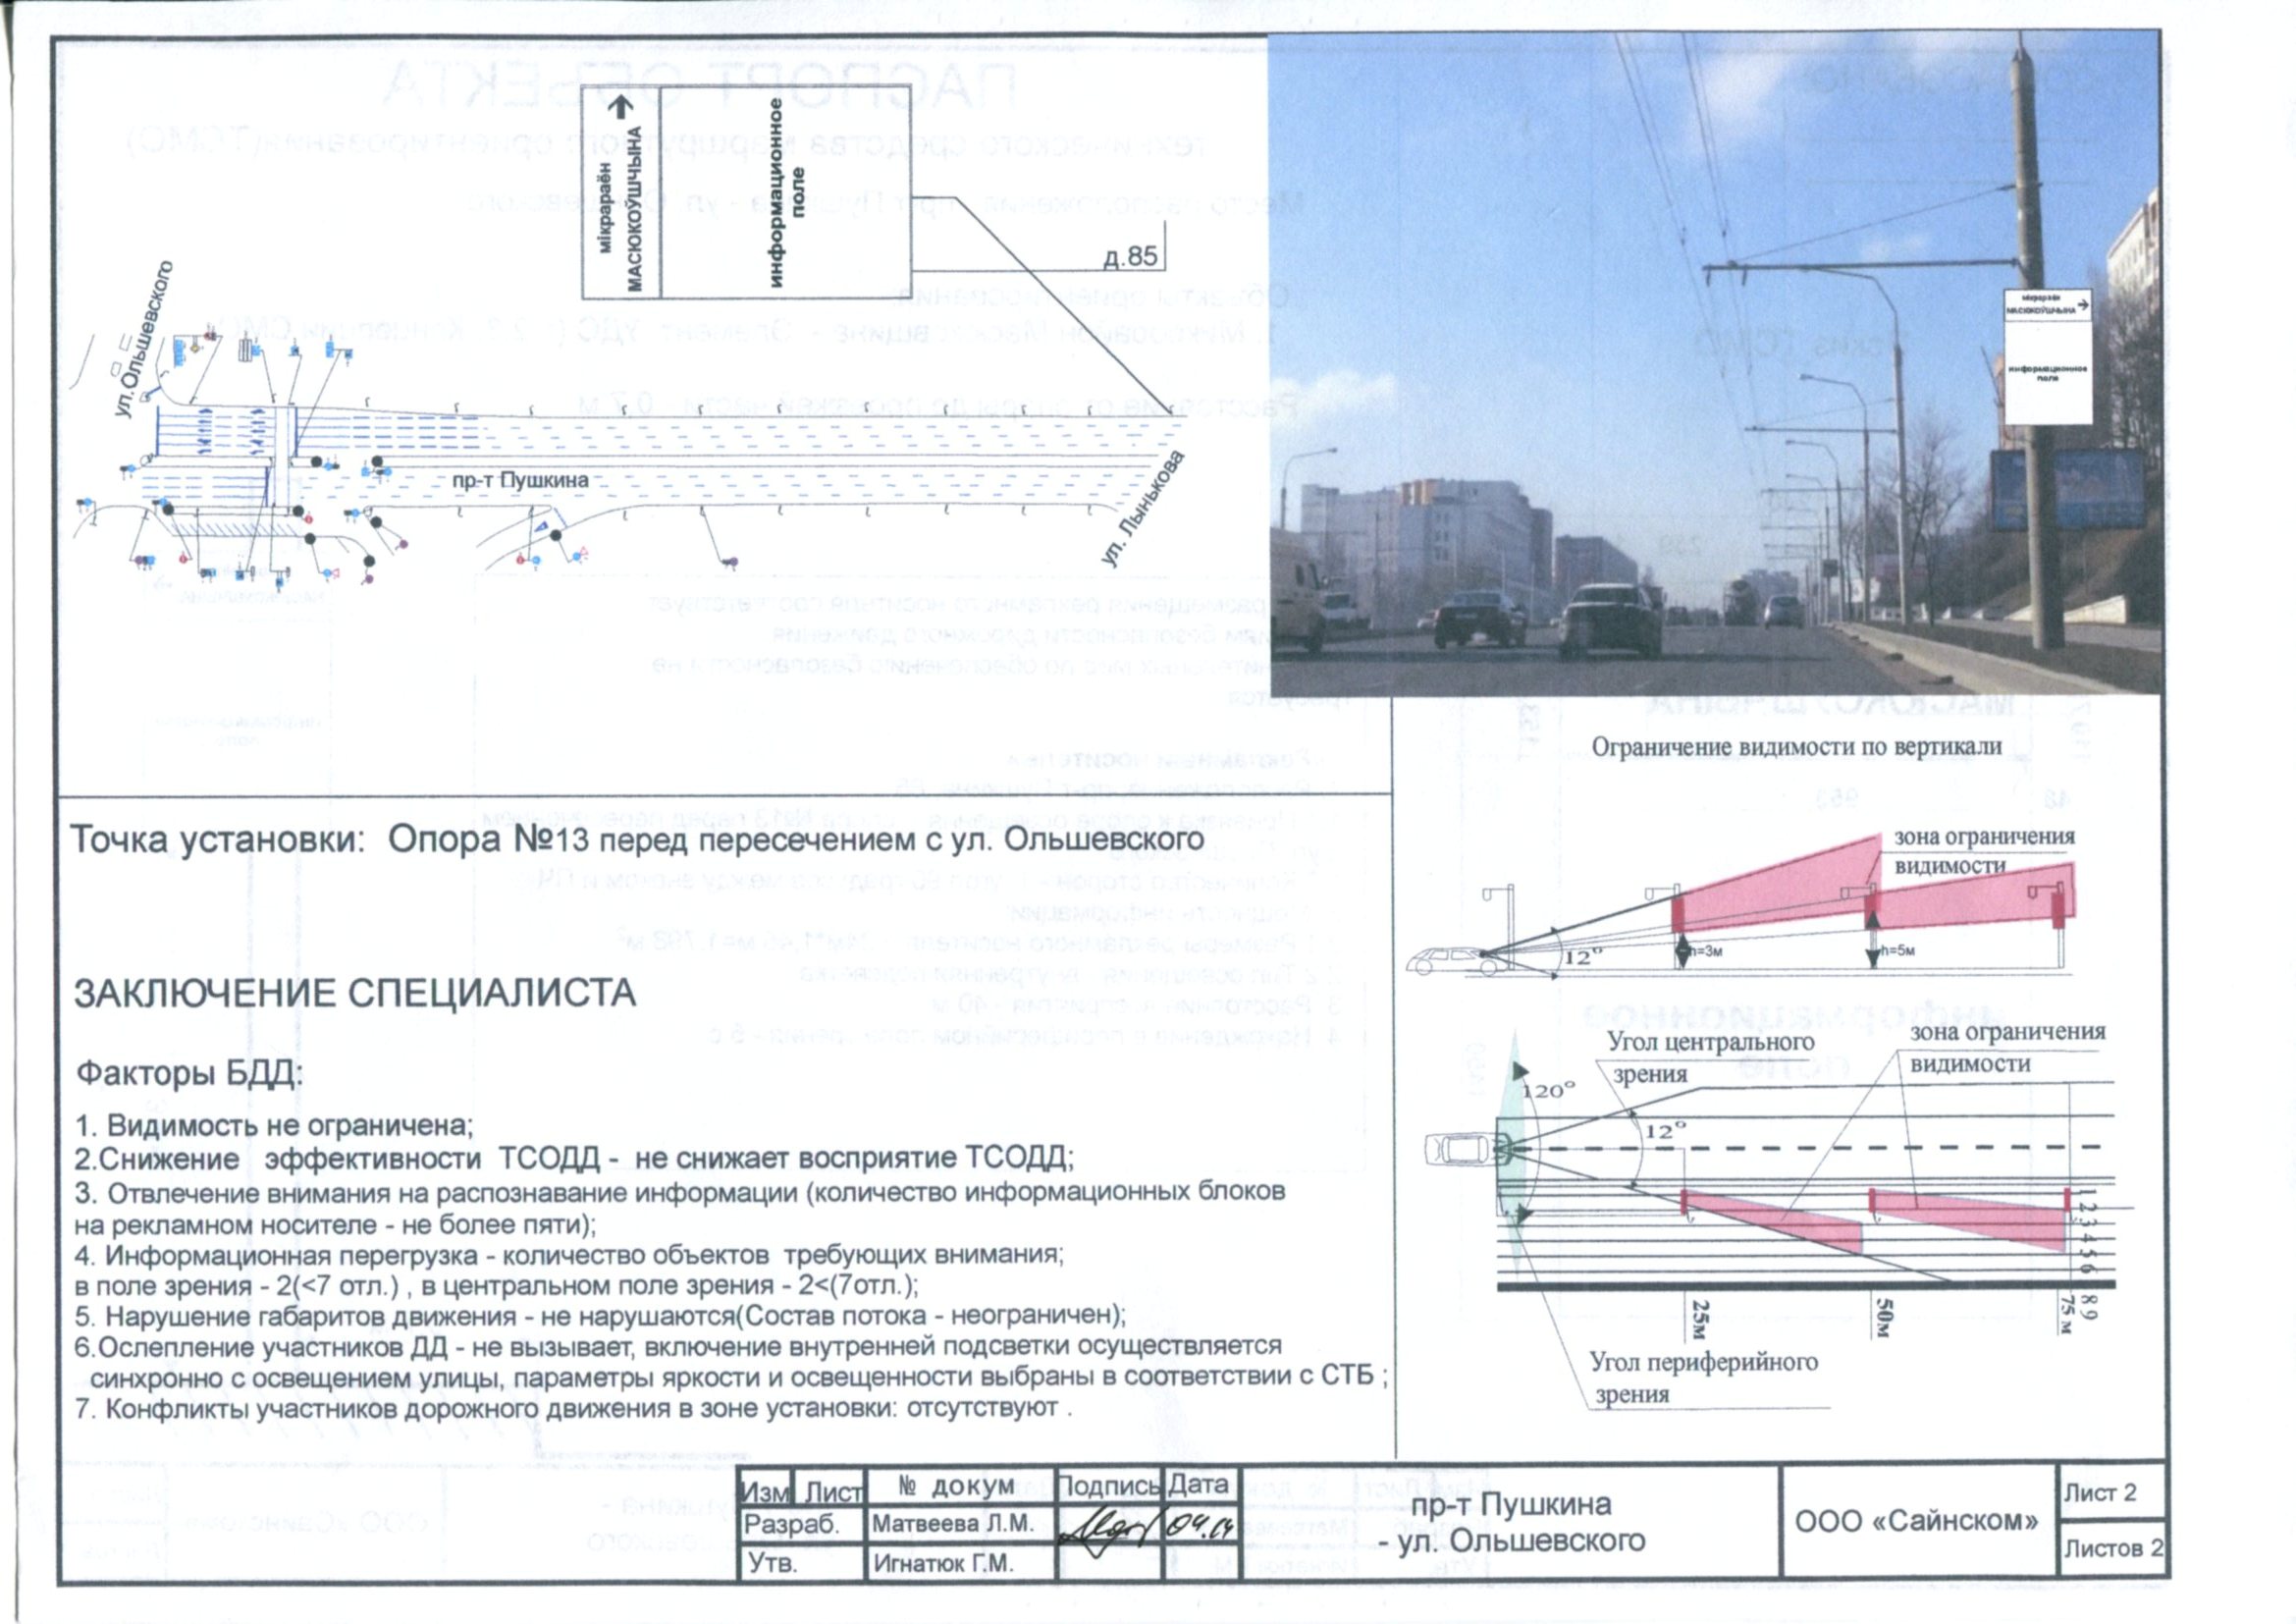 мікрараён
МАСЮКОШЧЫНА
информационное
поле
д.85
ул.Ольшевского
пр-т Пушкина
ул. Лынькова
мікрараён
МАСЮКОЎШЧЫНА
информационное
поле
Точка установки: Опора №13 перед пересечением с ул. Ольшевского
ЗАКЛЮЧЕНИЕ СПЕЦИАЛИСТА
Факторы БДД:
1. Видимость не ограничена;
2.Снижение эффективности ТСОДД - не снижает восприятие ТСОДД;
3. Отвлечение внимания на распознавание информации (количество информационных блоков
на рекламном носителе - не более пяти);
4. Информационная перегрузка - количество объектов требующих внимания;
в поле зрения - 2(<7 отл.) , в центральном поле зрения - 2<(7отл.);
5. Нарушение габаритов движения - не нарушаются(Состав потока - неограничен);
6.Ослепление участников ДД - не вызывает, включение внутренней подсветки осуществляется
синхронно с освещением улицы, параметры яркости и освещенности выбраны в соответствии с СТБ ;
7. Конфликты участников дорожного движения в зоне установки: отсутствуют .
Ограничение видимости по вертикали
зона ограничения
видимости
12°
h=3м
h=5м
Угол центрального
зрения
зона ограничения
видимости
120°
12°
1
2
3
4
5
6
8
9
25м
50м
75 м
Угол периферийного
зрения
Изм Лист № докум Подпись Дата
Разраб. Матвеева Л.М. 04.14
Утв. Игнатюк Г.М.
пр-т Пушкина
- ул. Ольшевского
ООО «Сайнском»
Лист 2
Листов 2